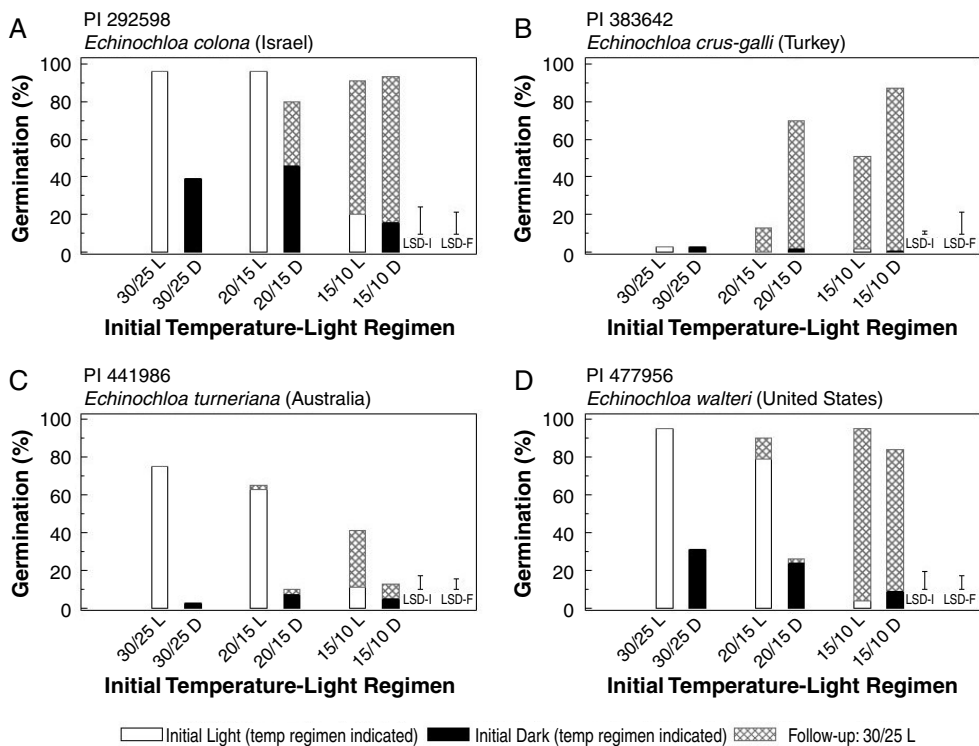 A
PI 292598
Echinochloa colona (Israel)
Germination (%)
100
80
60
40
20
0
LSD-I LSD-F
30/25 L
30/25 D
20/15 L
20/15 D
15/10 L
15/10 D
Initial Temperature-Light Regimen
B
PI 383642
Echinochloa crus-galli (Turkey)
Germination (%)
100
80
60
40
20
0
LSD-I LSD-F
30/25 L
30/25 D
20/15 L
20/15 D
15/10 L
15/10 D
Initial Temperature-Light Regimen
C
PI 441986
Echinochloa turneriana (Australia)
Germination (%)
100
80
60
40
20
0
LSD-I LSD-F
30/25 L
30/25 D
20/15 L
20/15 D
15/10 L
15/10 D
Initial Temperature-Light Regimen
D
PI 477956
Echinochloa walteri (United States)
Germination (%)
100
80
60
40
20
0
LSD-I LSD-F
30/25 L
30/25 D
20/15 L
20/15 D
15/10 L
15/10 D
Initial Temperature-Light Regimen
Initial Light (temp regimen indicated) Initial Dark (temp regimen indicated) Follow-up: 30/25 L